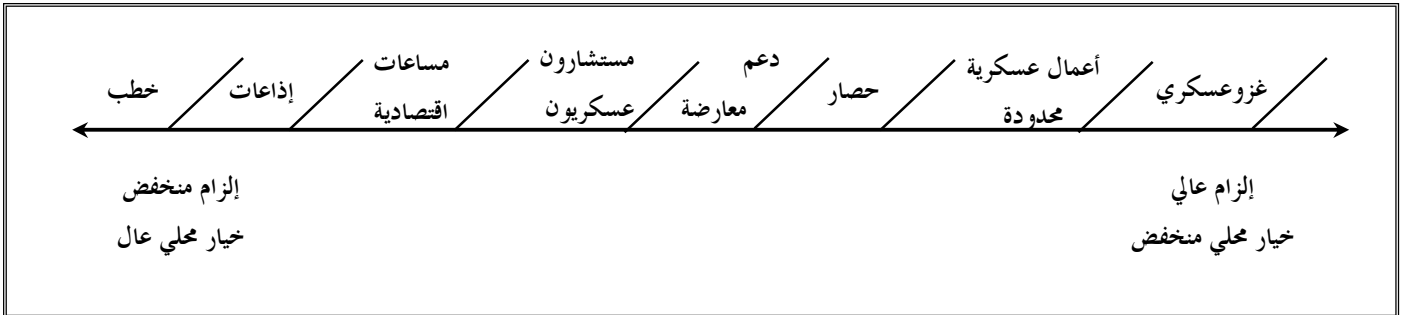 غزوعسكري
أعمال عسكرية
محدودة
حصار
دعم
معارضة
مستشارون
عسكريون
مساعات
اقتصادية
إذاعات
خطب
إلزام عالي
خيار محلي منخفض
إلزام منخفض
خيار محلي عال